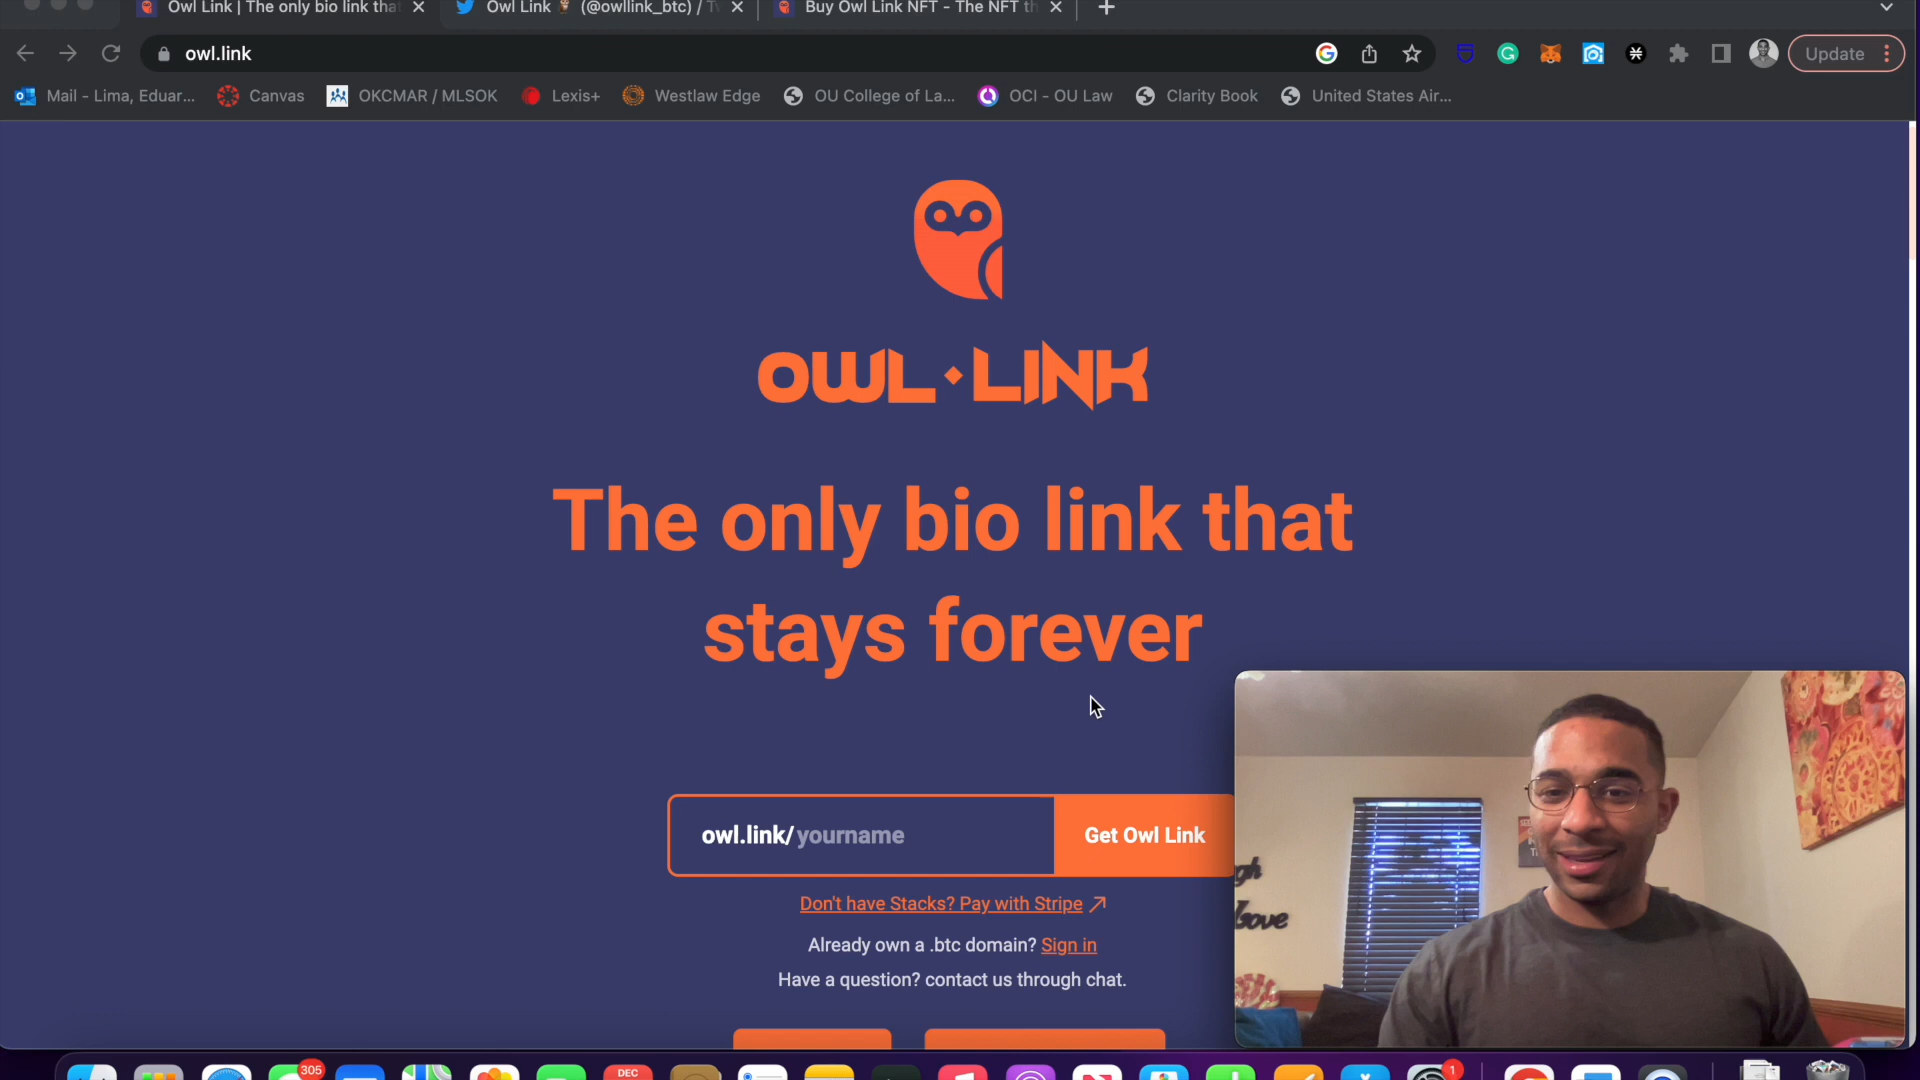 Owl Link | The only bio link tha
Owl Link (@owllink_btc) / Tw
Buy Owl Link NFT - The NFT th
owl.link
Update
Mail - Lima, Eduar...
Canvas
OKCMAR / MLSOK
Lexis+
Westlaw Edge
OU College of La...
OCI - OU Law
Clarity Book
United States Air...
OWL LINK
The only bio link that
stays forever
owl.link/yourname
Get Owl Link
Don't have Stacks? Pay with Stripe
Already own a .btc domain? Sign in
Have a question? contact us through chat.
305
DEC
1